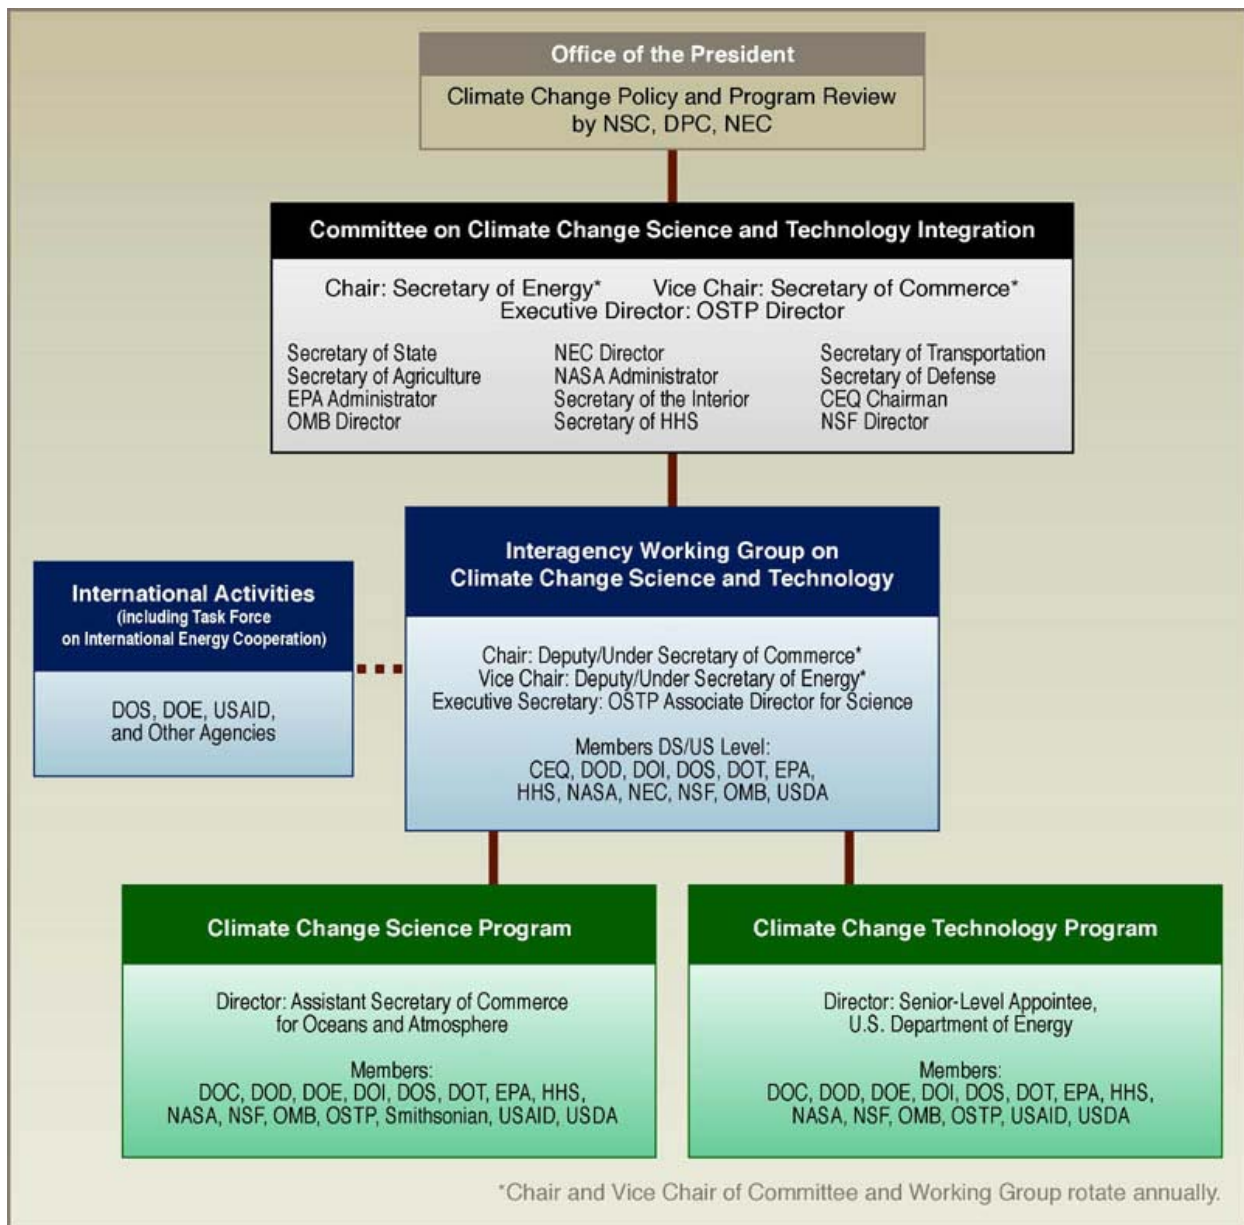 Office of the President
Climate Change Policy and Program Review
by NSC, DPC, NEC
Committee on Climate Change Science and Technology Integration
Chair: Secretary of Energy* Vice Chair: Secretary of Commerce*
Executive Director: OSTP Director
Secretary of State
Secretary of Agriculture
EPA Administrator
OMB Director
NEC Director
NASA Administrator
Secretary of the Interior
Secretary of HHS
Secretary of Transportation
Secretary of Defense
CEQ Chairman
NSF Director
International Activities
(including Task Force
on International Energy Cooperation)
DOS, DOE, USAID,
and Other Agencies
Interagency Working Group on
Climate Change Science and Technology
Chair: Deputy/Under Secretary of Commerce*
Vice Chair: Deputy/Under Secretary of Energy*
Executive Secretary: OSTP Associate Director for Science
Members DS/US Level:
CEQ, DOD, DOI, DOS, DOT, EPA,
HHS, NASA, NEC, NSF, OMB, USDA
Climate Change Science Program
Director: Assistant Secretary of Commerce
for Oceans and Atmosphere
Members:
DOC, DOD, DOE, DOI, DOS, DOT, EPA, HHS,
NASA, NSF, OMB, OSTP, Smithsonian, USAID, USDA
Climate Change Technology Program
Director: Senior-Level Appointee,
U.S. Department of Energy
Members:
DOC, DOD, DOE, DOI, DOS, DOT, EPA, HHS,
NASA, NSF, OMB, OSTP, USAID, USDA
*Chair and Vice Chair of Committee and Working Group rotate annually.